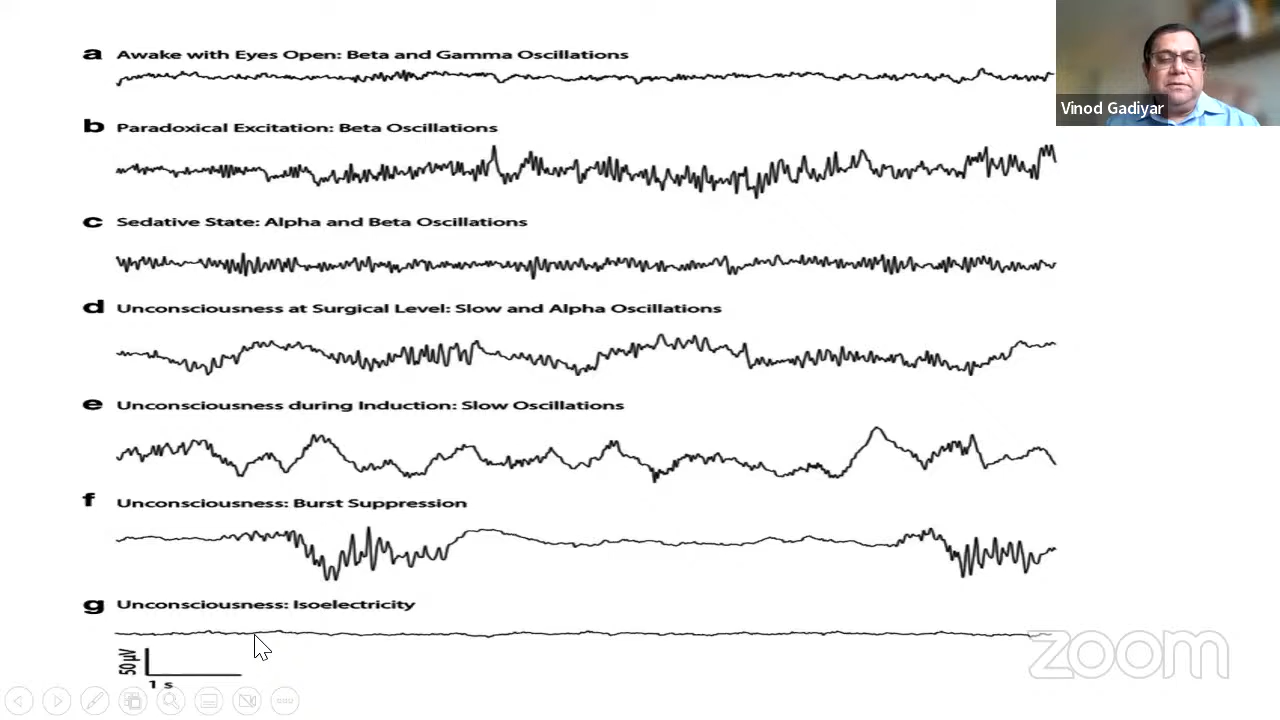 a Awake with Eyes Open: Beta and Gamma Oscillations
Vinod Gadiyar
b Paradoxical Excitation: Beta Oscillations
c Sedative State: Alpha and Beta Oscillations
d Unconsciousness at Surgical Level: Slow and Alpha Oscillations
e Unconsciousness during Induction: Slow Oscillations
f Unconsciousness: Burst Suppression
g Unconsciousness: Isoelectricity
50 μV
1 s
zoom